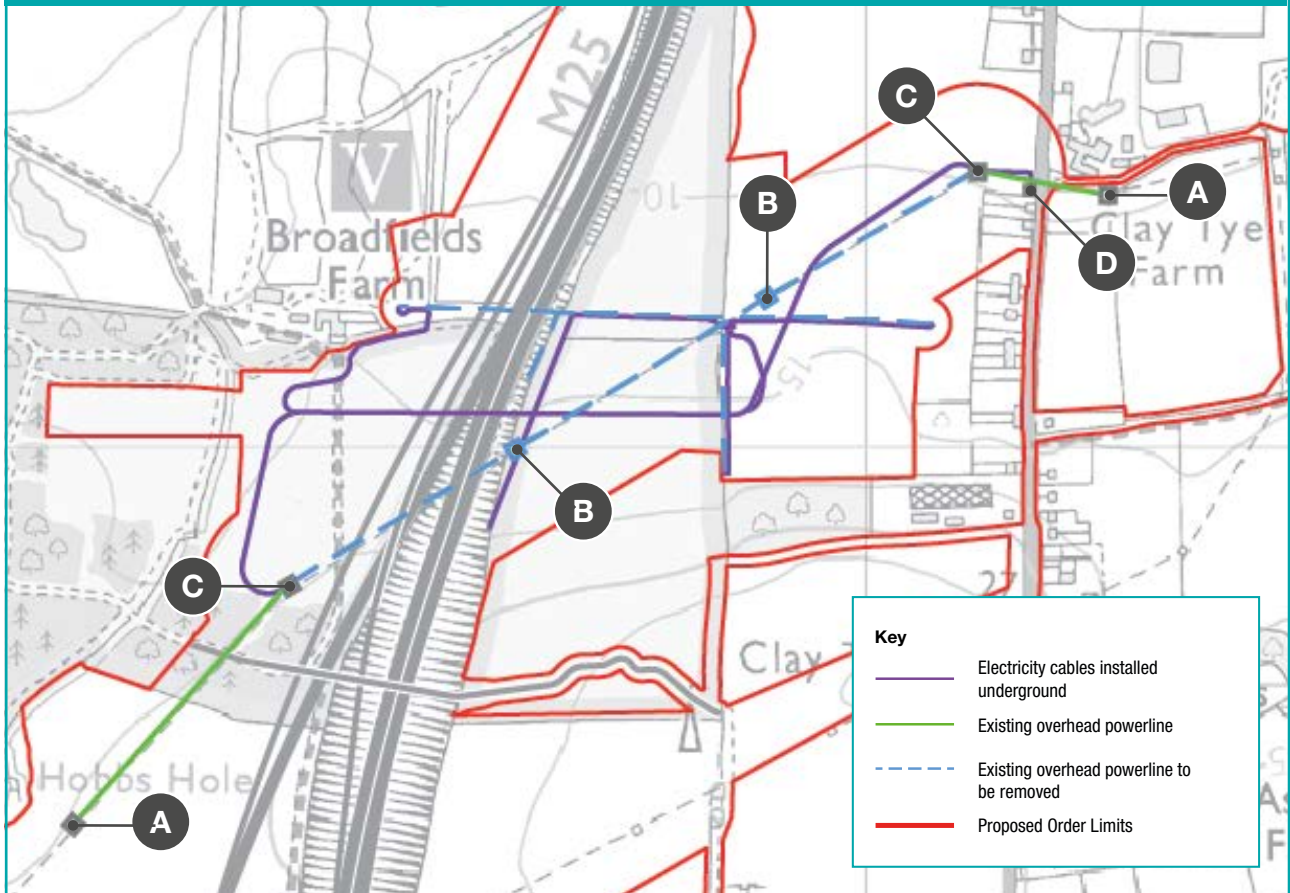 M25
C
V
B
A
10
Broadfields
Farm
D
Clay Tye
Farm
15
B
C
27
Key
Electricity cables installed
underground
Existing overhead powerline
Existing overhead powerline to
be removed
Proposed Order Limits
Clay
Hobbs Hole
A